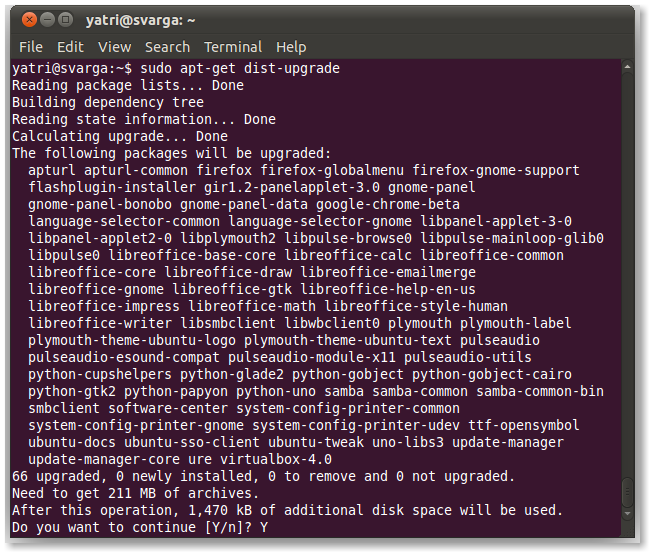 yatri@svarga: ~
File Edit View Search Terminal Help
yatri@svarga:~$ sudo apt-get dist-upgrade
Reading package lists... Done
Building dependency tree
Reading state information... Done
Calculating upgrade... Done
The following packages will be upgraded:
apturl apturl-common firefox firefox-globalmenu firefox-gnome-support
flashplugin-installer gir1.2-panelapplet-3.0 gnome-panel
gnome-panel-bonobo gnome-panel-data google-chrome-beta
language-selector-common language-selector-gnome libpanel-applet-3-0
libpanel-applet2-0 libplymouth2 libpulse-browse0 libpulse-mainloop-glib0
libpulse0 libreoffice-base-core libreoffice-calc libreoffice-common
libreoffice-core libreoffice-draw libreoffice-emailmerge
libreoffice-gnome libreoffice-gtk libreoffice-help-en-us
libreoffice-impress libreoffice-math libreoffice-style-human
libreoffice-writer libsmbclient libwbclient0 plymouth plymouth-label
plymouth-theme-ubuntu-logo plymouth-theme-ubuntu-text pulseaudio
pulseaudio-esound-compat pulseaudio-module-x11 pulseaudio-utils
python-cupshelpers python-glade2 python-gobject python-gobject-cairo
python-gtk2 python-papyon python-uno samba samba-common samba-common-bin
smbclient software-center system-config-printer-common
system-config-printer-gnome system-config-printer-udev ttf-opensymbol
ubuntu-docs ubuntu-sso-client ubuntu-tweak uno-libs3 update-manager
update-manager-core ure virtualbox-4.0
66 upgraded, 0 newly installed, 0 to remove and 0 not upgraded.
Need to get 211 MB of archives.
After this operation, 1,470 kB of additional disk space will be used.
Do you want to continue [Y/n]? Y